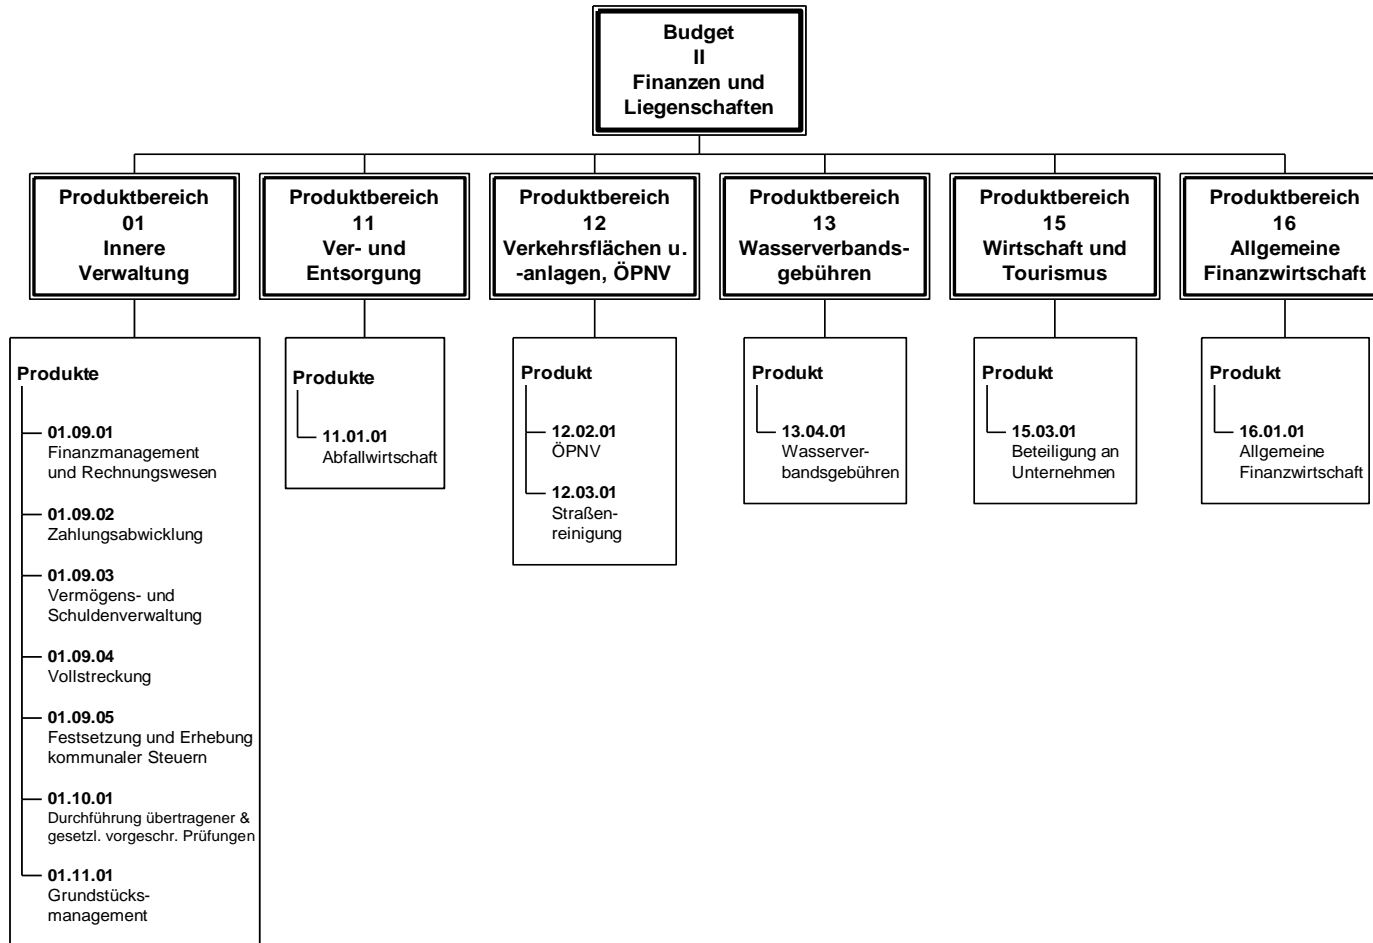 Budget
II
Finanzen und
Liegenschaften
Produktbereich
01
Innere
Verwaltung
Produktbereich
11
Ver- und
Entsorgung
Produktbereich
12
Verkehrsflächen u.
-anlagen, ÖPNV
Produktbereich
13
Wasserverbands-
gebühren
Produktbereich
15
Wirtschaft und
Tourismus
Produktbereich
16
Allgemeine
Finanzwirtschaft
Produkte
01.09.01
Finanzmanagement
und Rechnungswesen
01.09.02
Zahlungsabwicklung
01.09.03
Vermögens- und
Schuldenverwaltung
01.09.04
Vollstreckung
01.09.05
Festsetzung und Erhebung
kommunaler Steuern
01.10.01
Durchführung übertragener &
gesetzl. vorgeschr. Prüfungen
01.11.01
Grundstücks-
management
Produkte
11.01.01
Abfallwirtschaft
Produkt
12.02.01
ÖPNV
12.03.01
Straßen-
reinigung
Produkt
13.04.01
Wasserver-
bandsgebühren
Produkt
15.03.01
Beteiligung an
Unternehmen
Produkt
16.01.01
Allgemeine
Finanzwirtschaft